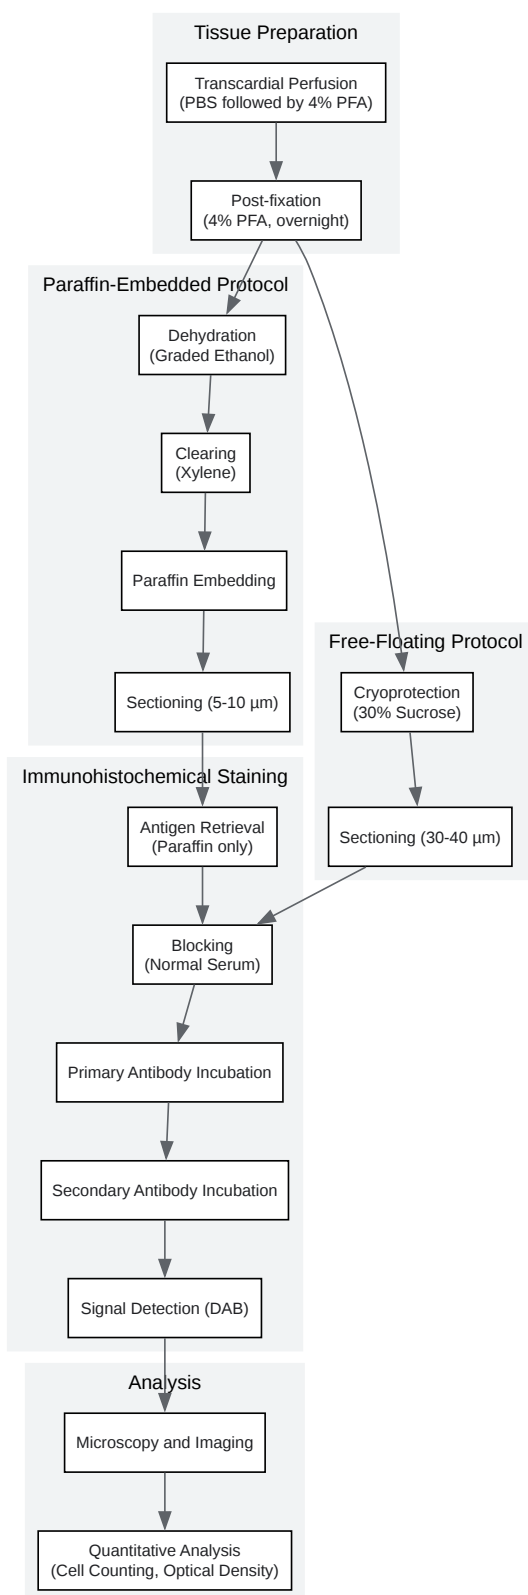 Tissue Preparation
Transcardial Perfusion
(PBS followed by 4% PFA)
Post-fixation
(4% PFA, overnight)
Paraffin-Embedded Protocol
Dehydration
(Graded Ethanol)
Clearing
(Xylene)
Paraffin Embedding
Sectioning (5-10 µm)
Free-Floating Protocol
Cryoprotection
(30% Sucrose)
Sectioning (30-40 µm)
Immunohistochemical Staining
Antigen Retrieval
(Paraffin only)
Blocking
(Normal Serum)
Primary Antibody Incubation
Secondary Antibody Incubation
Signal Detection (DAB)
Analysis
Microscopy and Imaging
Quantitative Analysis
(Cell Counting, Optical Density)